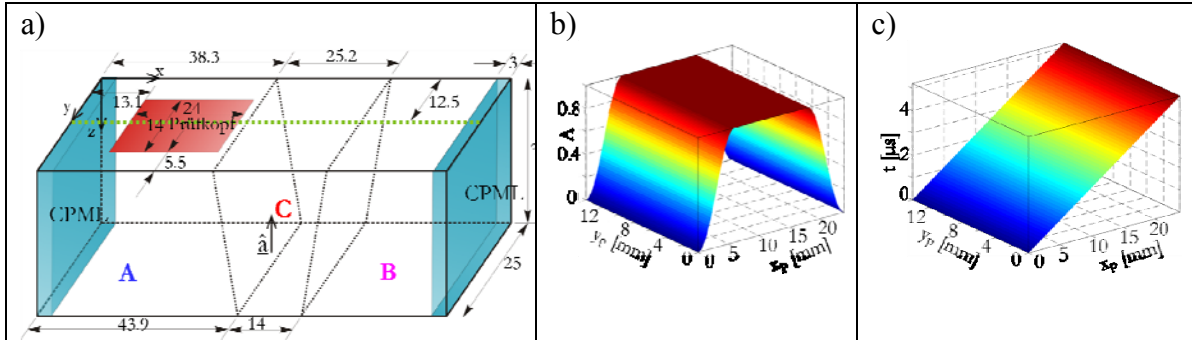 a)
38.3
25.2
3
x
y
z
13.1
24
14 Prüfkopf
5.5
12.5
CPML
CPML
C
â
A
B
25
43.9
14
b)
0.8
A
0.4
0
12
8
4
0
y_P [mm]
0
5
10
15
20
x_P [mm]
c)
4
2
0
t [µs]
12
8
4
0
y_P [mm]
0
5
10
15
20
x_P [mm]